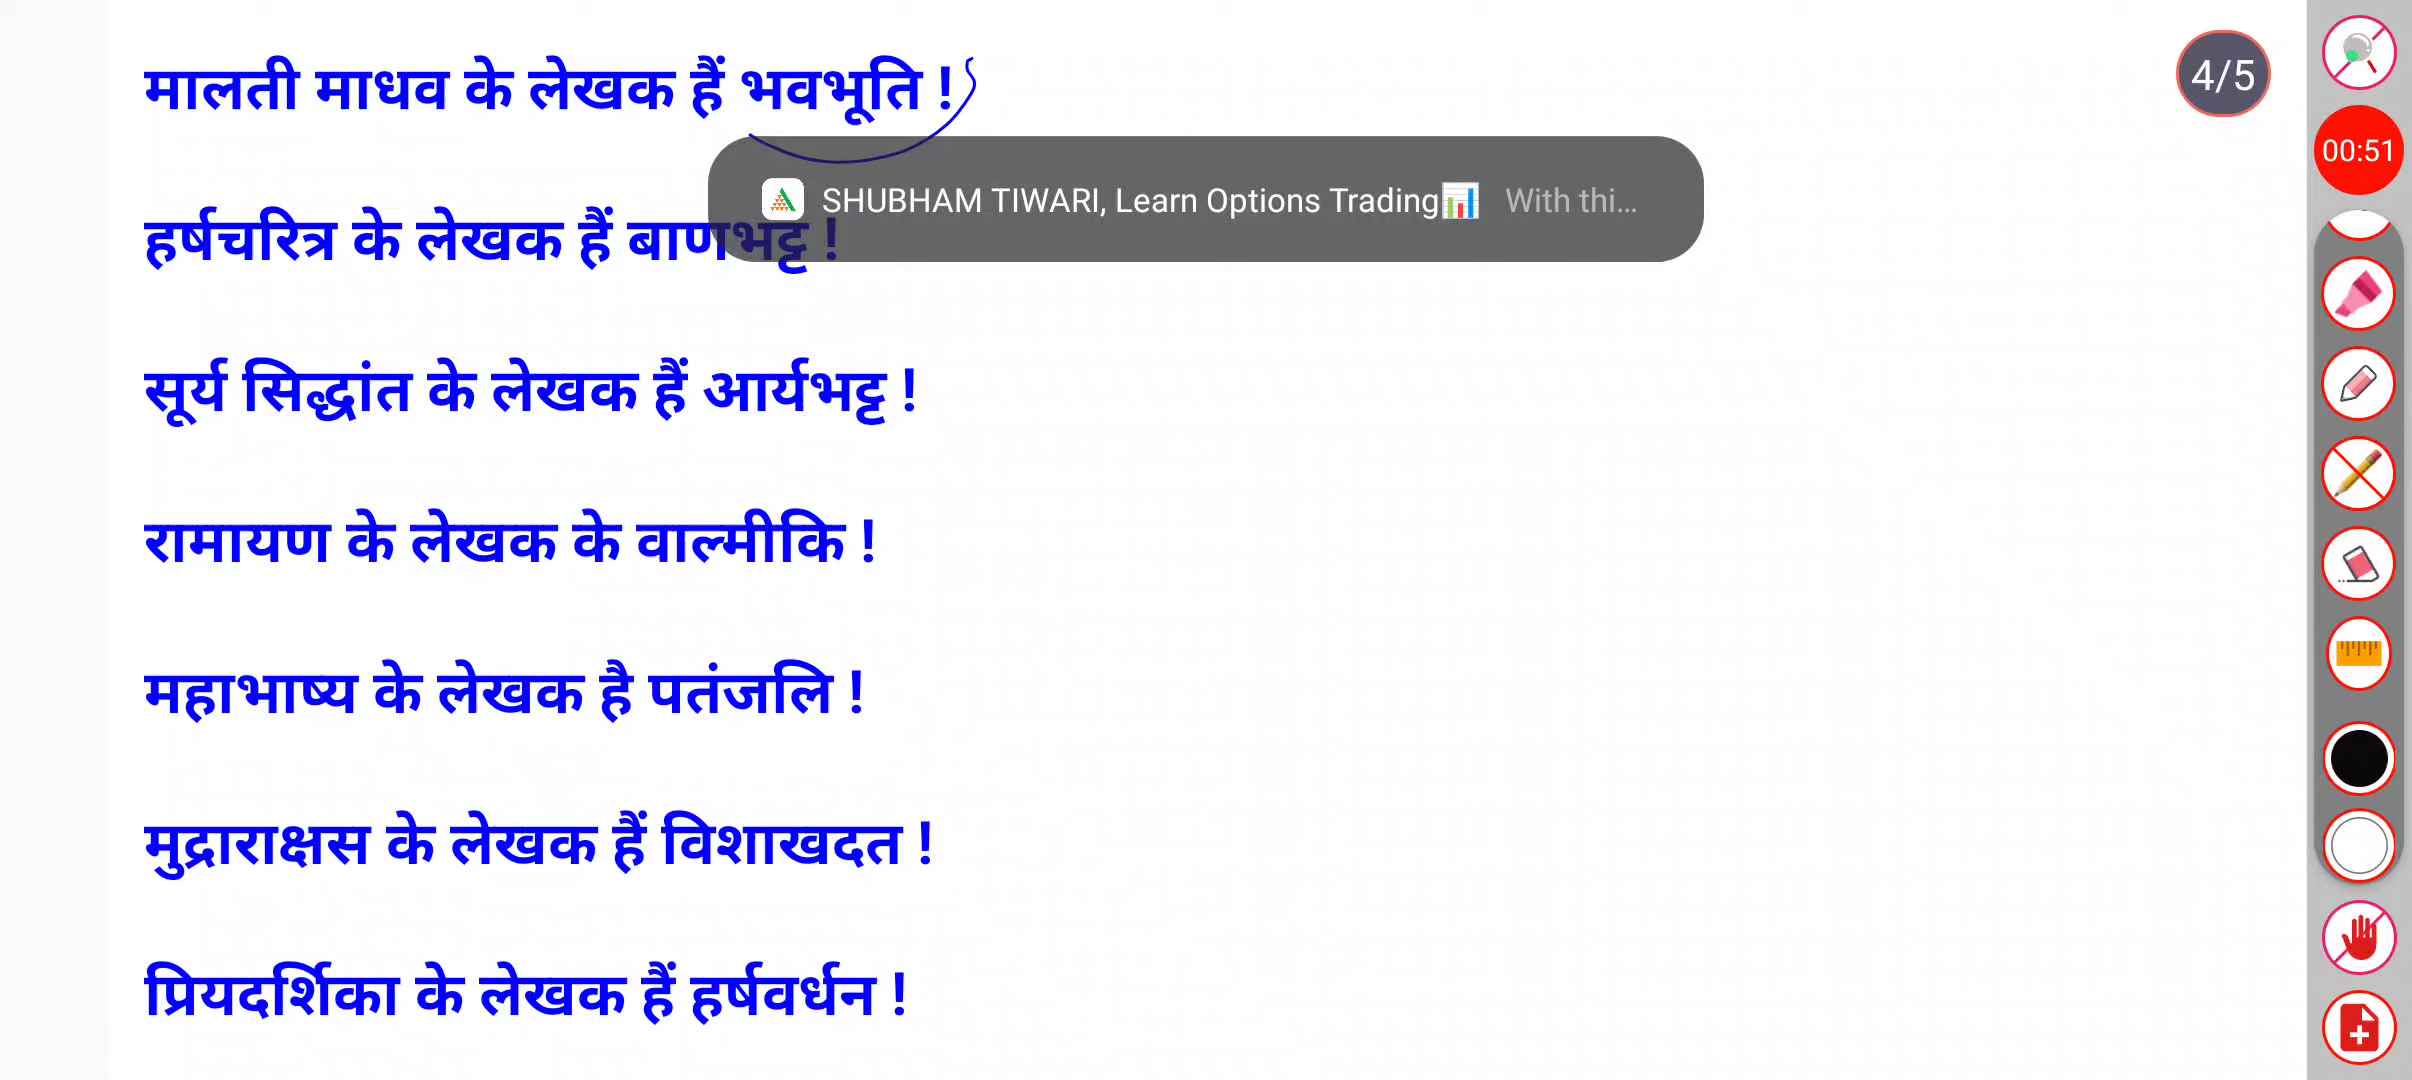 मालती माधव के लेखक हैं भवभूति !
4/5
00:51
SHUBHAM TIWARI, Learn Options Trading📊 With thi...
हर्षचरित्र के लेखक हैं बाणभट्ट !
सूर्य सिद्धांत के लेखक हैं आर्यभट्ट !
रामायण के लेखक के वाल्मीकि !
महाभाष्य के लेखक है पतंजलि !
मुद्राराक्षस के लेखक हैं विशाखदत !
प्रियदर्शिका के लेखक हैं हर्षवर्धन !